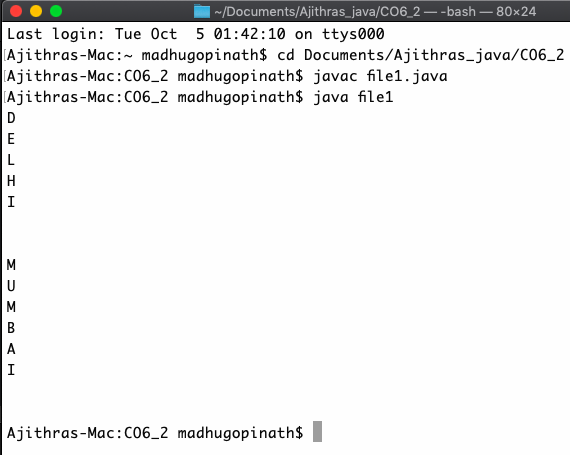 ~/Documents/Ajithras_java/CO6_2 — -bash — 80×24
Last login: Tue Oct  5 01:42:10 on ttys000
[Ajithras-Mac:~ madhugopinath$ cd Documents/Ajithras_java/CO6_2
[Ajithras-Mac:CO6_2 madhugopinath$ javac file1.java
[Ajithras-Mac:CO6_2 madhugopinath$ java file1
D
E
L
H
I
M
U
M
B
A
I
Ajithras-Mac:CO6_2 madhugopinath$